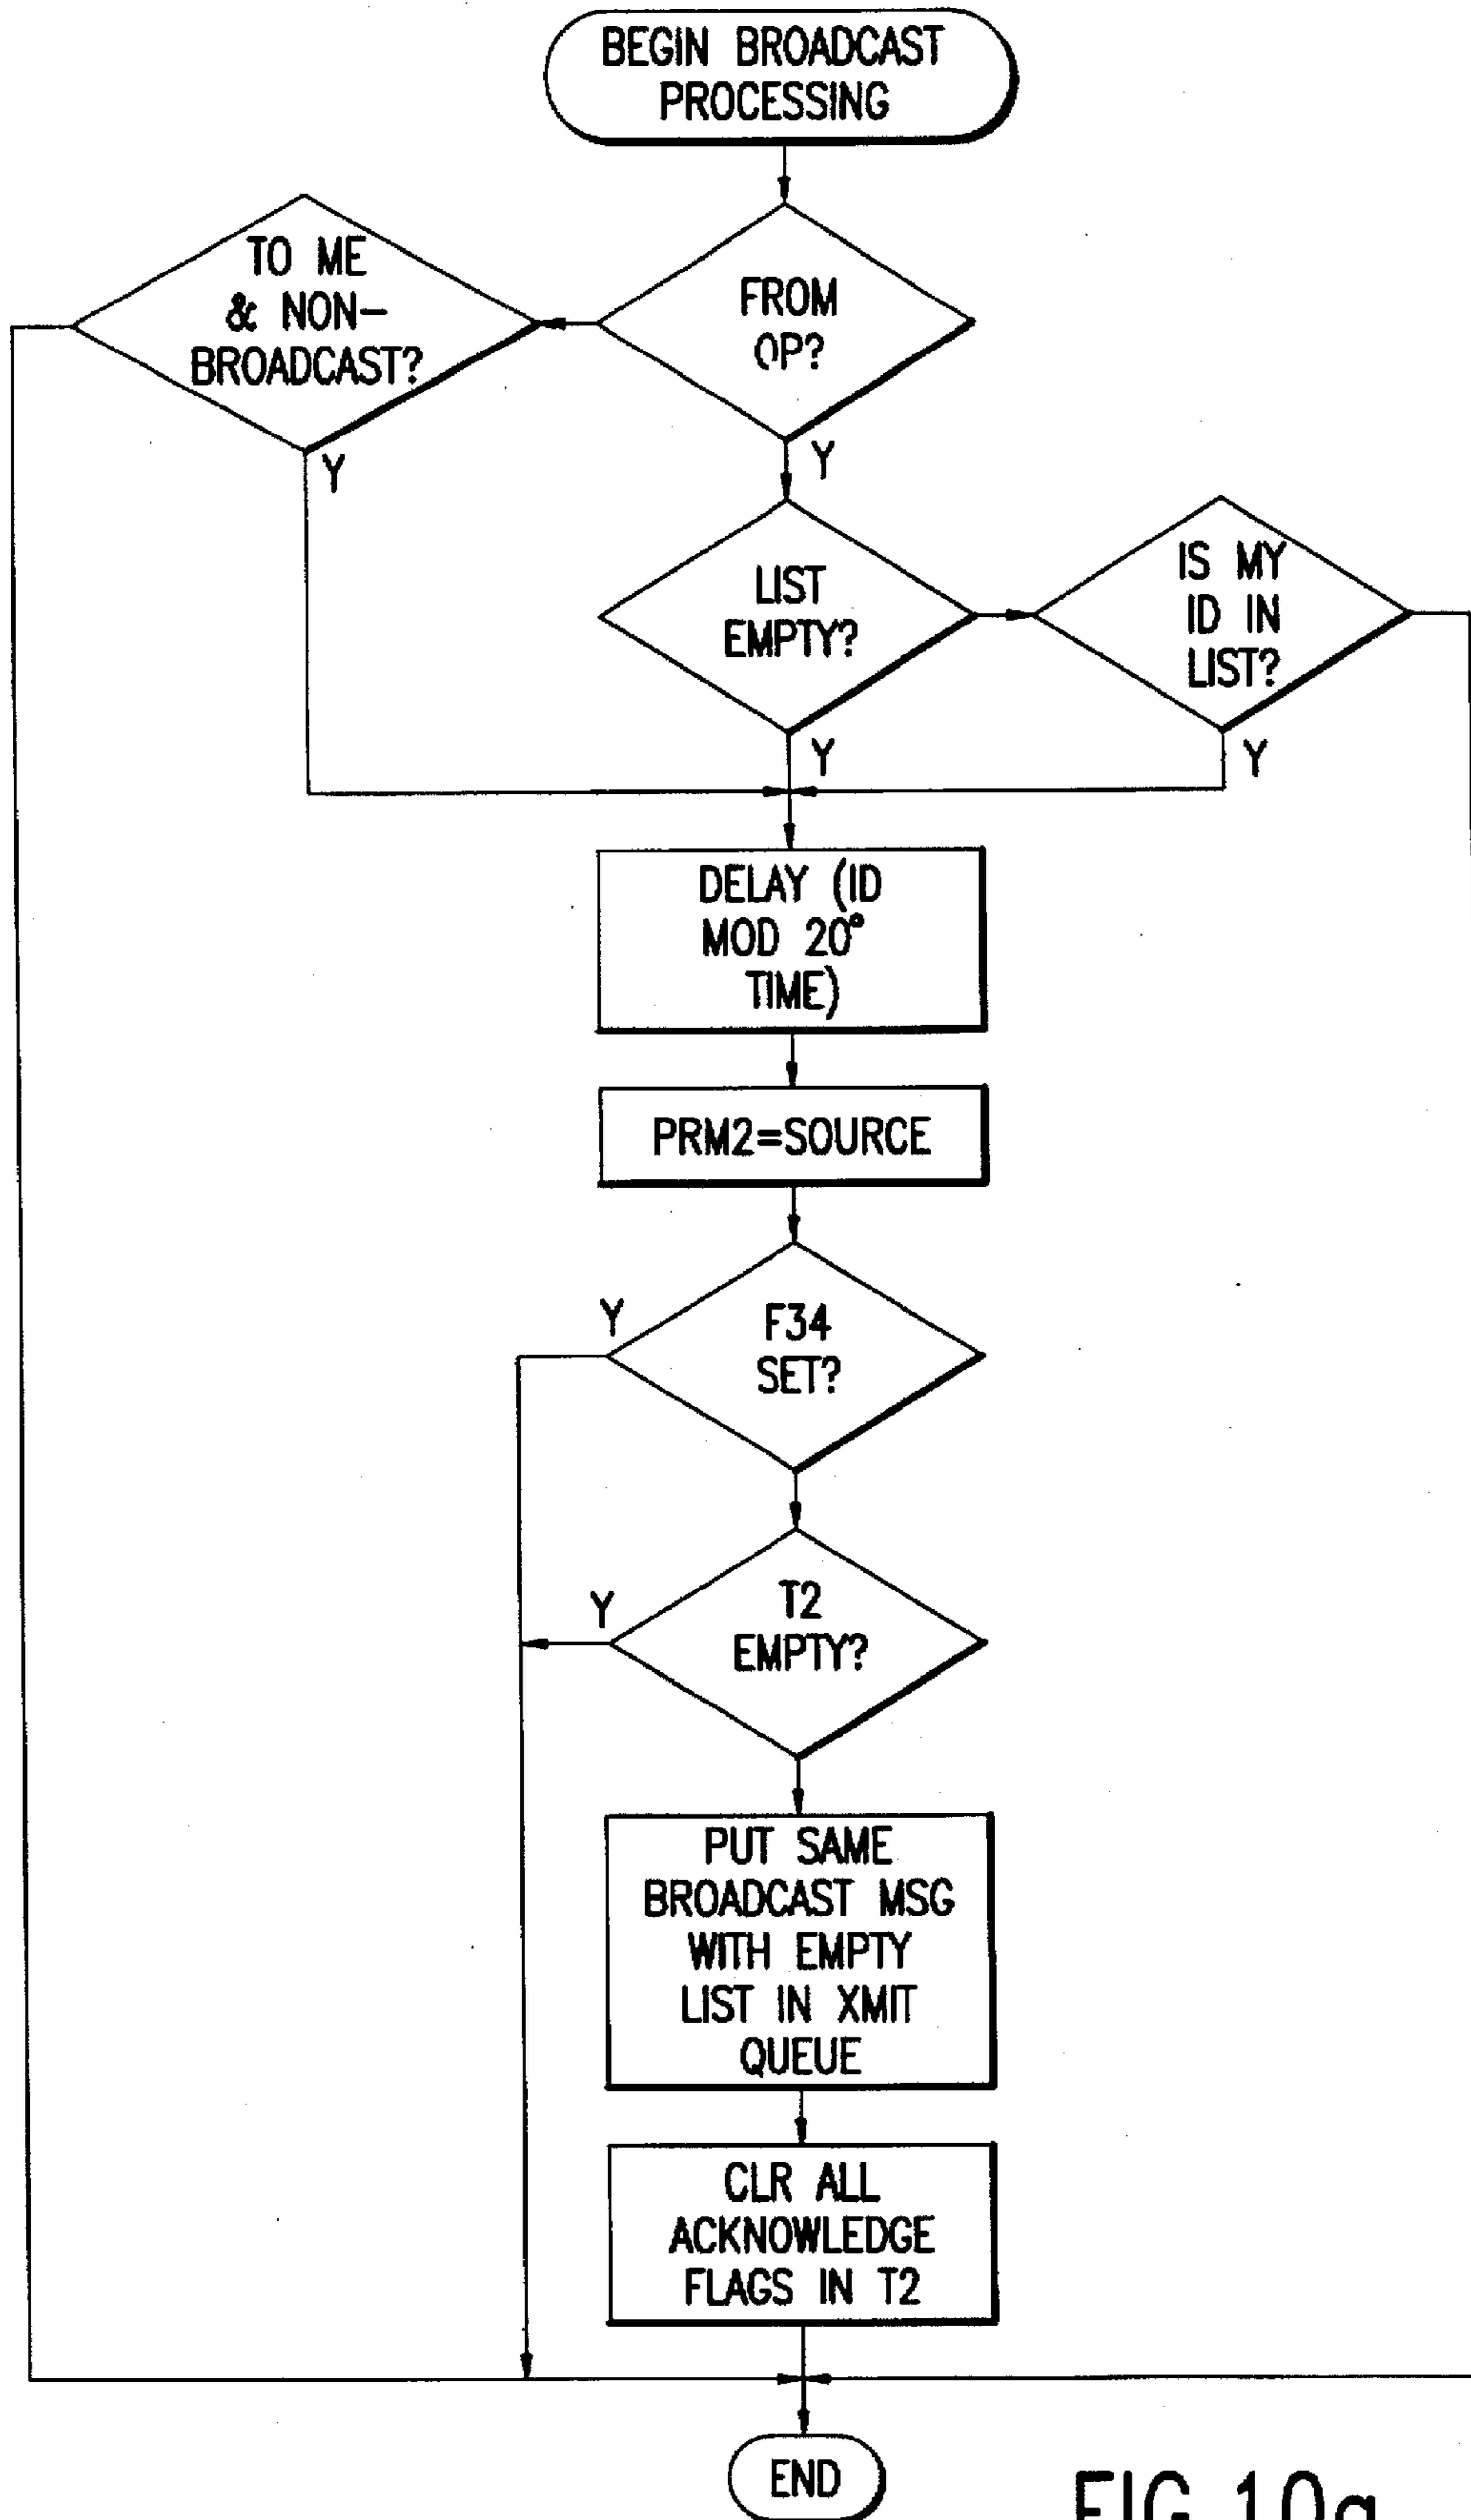 BEGIN BROADCAST
PROCESSING
TO ME
& NON-
BROADCAST?
Y
FROM
OP?
Y
LIST
EMPTY?
Y
IS MY
ID IN
LIST?
Y
DELAY (ID
MOD 20°
TIME)
PRM2=SOURCE
F34
SET?
Y
T2
EMPTY?
Y
PUT SAME
BROADCAST MSG
WITH EMPTY
LIST IN XMIT
QUEUE
CLR ALL
ACKNOWLEDGE
FLAGS IN T2
END
FIG. 10a